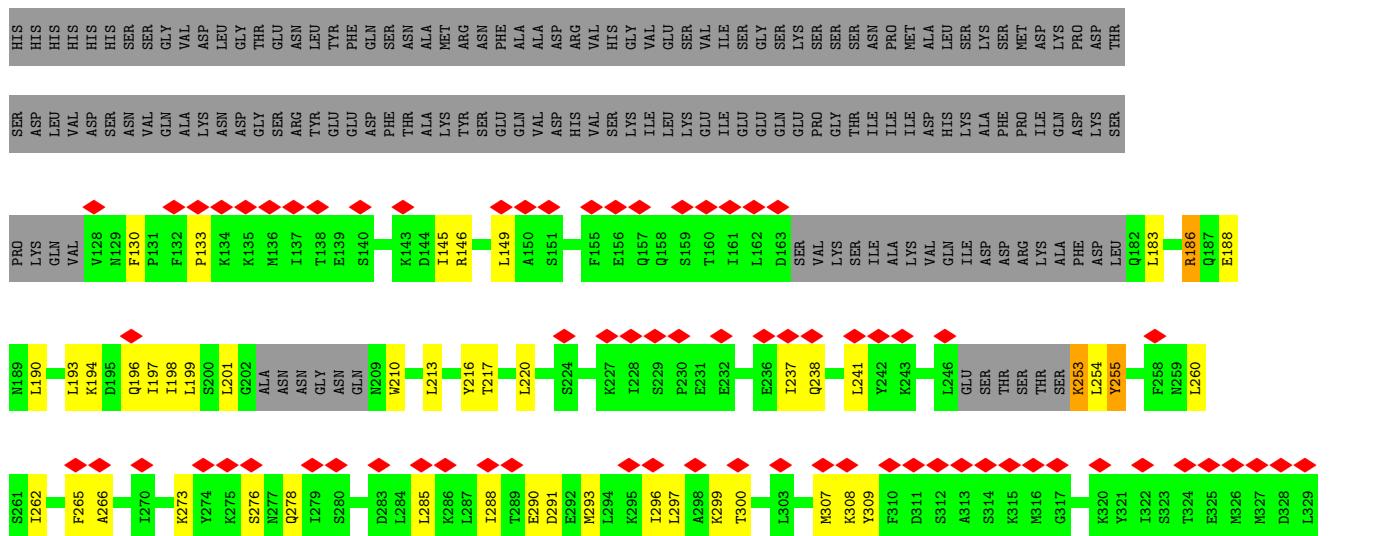 HIS HIS HIS HIS HIS HIS SER SER GLY VAL ASP LEU GLY THR GLU ASN LEU TYR PHE GLN SER ASN ALA MET ARG ASN PHE ALA ALA ASP ARG VAL HIS GLY VAL GLU SER VAL ILE SER GLY SER LYS SER SER SER ASN PRO MET ALA LEU SER LYS SER MET ASP LYS PRO ASP THR
SER ASP LEU VAL ASP SER ASN VAL GLN ALA LYS ASN ASP GLY SER ARG TYR GLU GLU ASP PHE THR ALA LYS TYR SER GLU GLN VAL ASP HIS VAL SER LYS ILE LEU LYS GLU ILE GLU GLU GLN GLU PRO GLY THR ILE ILE ILE ASP HIS LYS ALA PHE PRO ILE GLN ASP LYS SER
PRO LYS GLN VAL V128 N129 F130 P131 F132 P133 K134 K135 M136 I137 T138 E139 S140 K143 D144 I145 R146 L149 A150 S151 F155 E156 Q157 Q158 S159 T160 I161 L162 D163 SER VAL LYS SER ILE ALA LYS VAL GLN ILE ASP ASP ARG LYS ALA PHE ASP LEU Q182 L183 R186 Q187 E188
N189 L190 L193 K194 D195 Q196 I197 I198 L199 S200 L201 G202 ALA ASN ASN GLY ASN GLN N209 W210 L213 Y216 T217 L220 S224 K227 I228 S229 P230 E231 E232 E236 I237 Q238 L241 Y242 K243 L246 GLU SER THR SER THR SER K253 L254 Y255 F258 N259 L260
S261 I262 F265 A266 I270 K273 Y274 K275 S276 N277 Q278 I279 S280 D283 L284 L285 K286 L287 I288 T289 E290 D291 E292 M293 L294 K295 I296 L297 A298 K299 T300 L303 M307 K308 Y309 F310 D311 S312 A313 S314 K315 M316 G317 K320 Y321 I322 S323 T324 E325 M326 M327 D328 L329